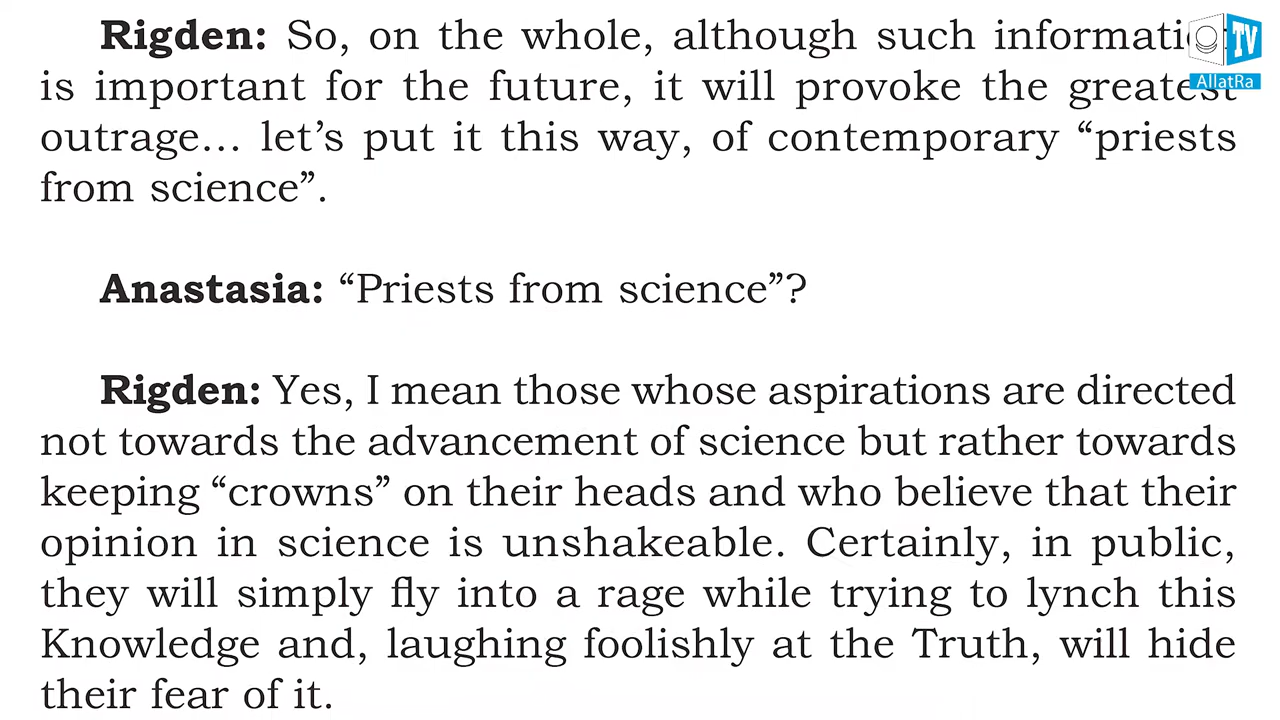 Rigden: So, on the whole, although such information
is important for the future, it will provoke the greatest
outrage... let’s put it this way, of contemporary “priests
from science”.
Anastasia: “Priests from science”?
Rigden: Yes, I mean those whose aspirations are directed
not towards the advancement of science but rather towards
keeping “crowns” on their heads and who believe that their
opinion in science is unshakeable. Certainly, in public,
they will simply fly into a rage while trying to lynch this
Knowledge and, laughing foolishly at the Truth, will hide
their fear of it.
TV
AllatRa